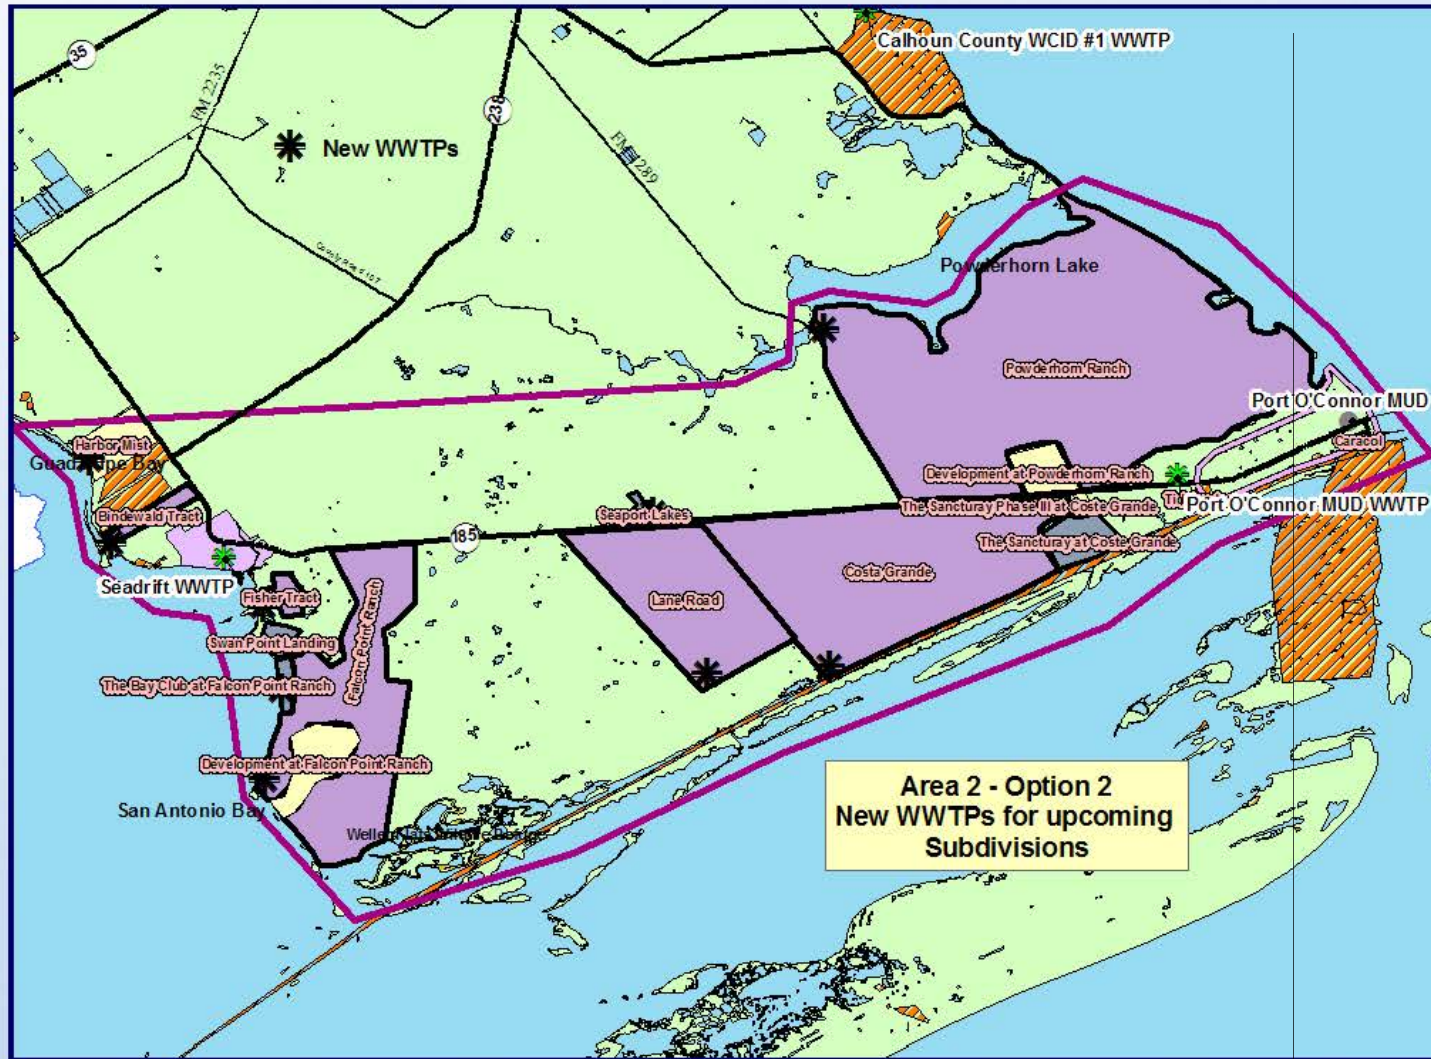 Calhoun County WCID #1 WWTP
35
FM 2235
238
New WWTPs
FM 1289
Powderhorn Lake
Powderhorn Ranch
Port O'Connor MUD
Caracol
Harbor Mist
Guadalupe Bay
Development at Powderhorn Ranch
Bindewald Tract
Seaport Lakes
The Sancturay Phase III at Coste Grande
Port O'Connor MUD WWTP
185
The Sancturay at Coste Grande
Seadrift WWTP
Costa Grande
Fisher Tract
Lane Road
Swan Point Landing
Falcon Point Ranch
The Bay Club at Falcon Point Ranch
Development at Falcon Point Ranch
San Antonio Bay
Area 2 - Option 2
New WWTPs for upcoming
Subdivisions